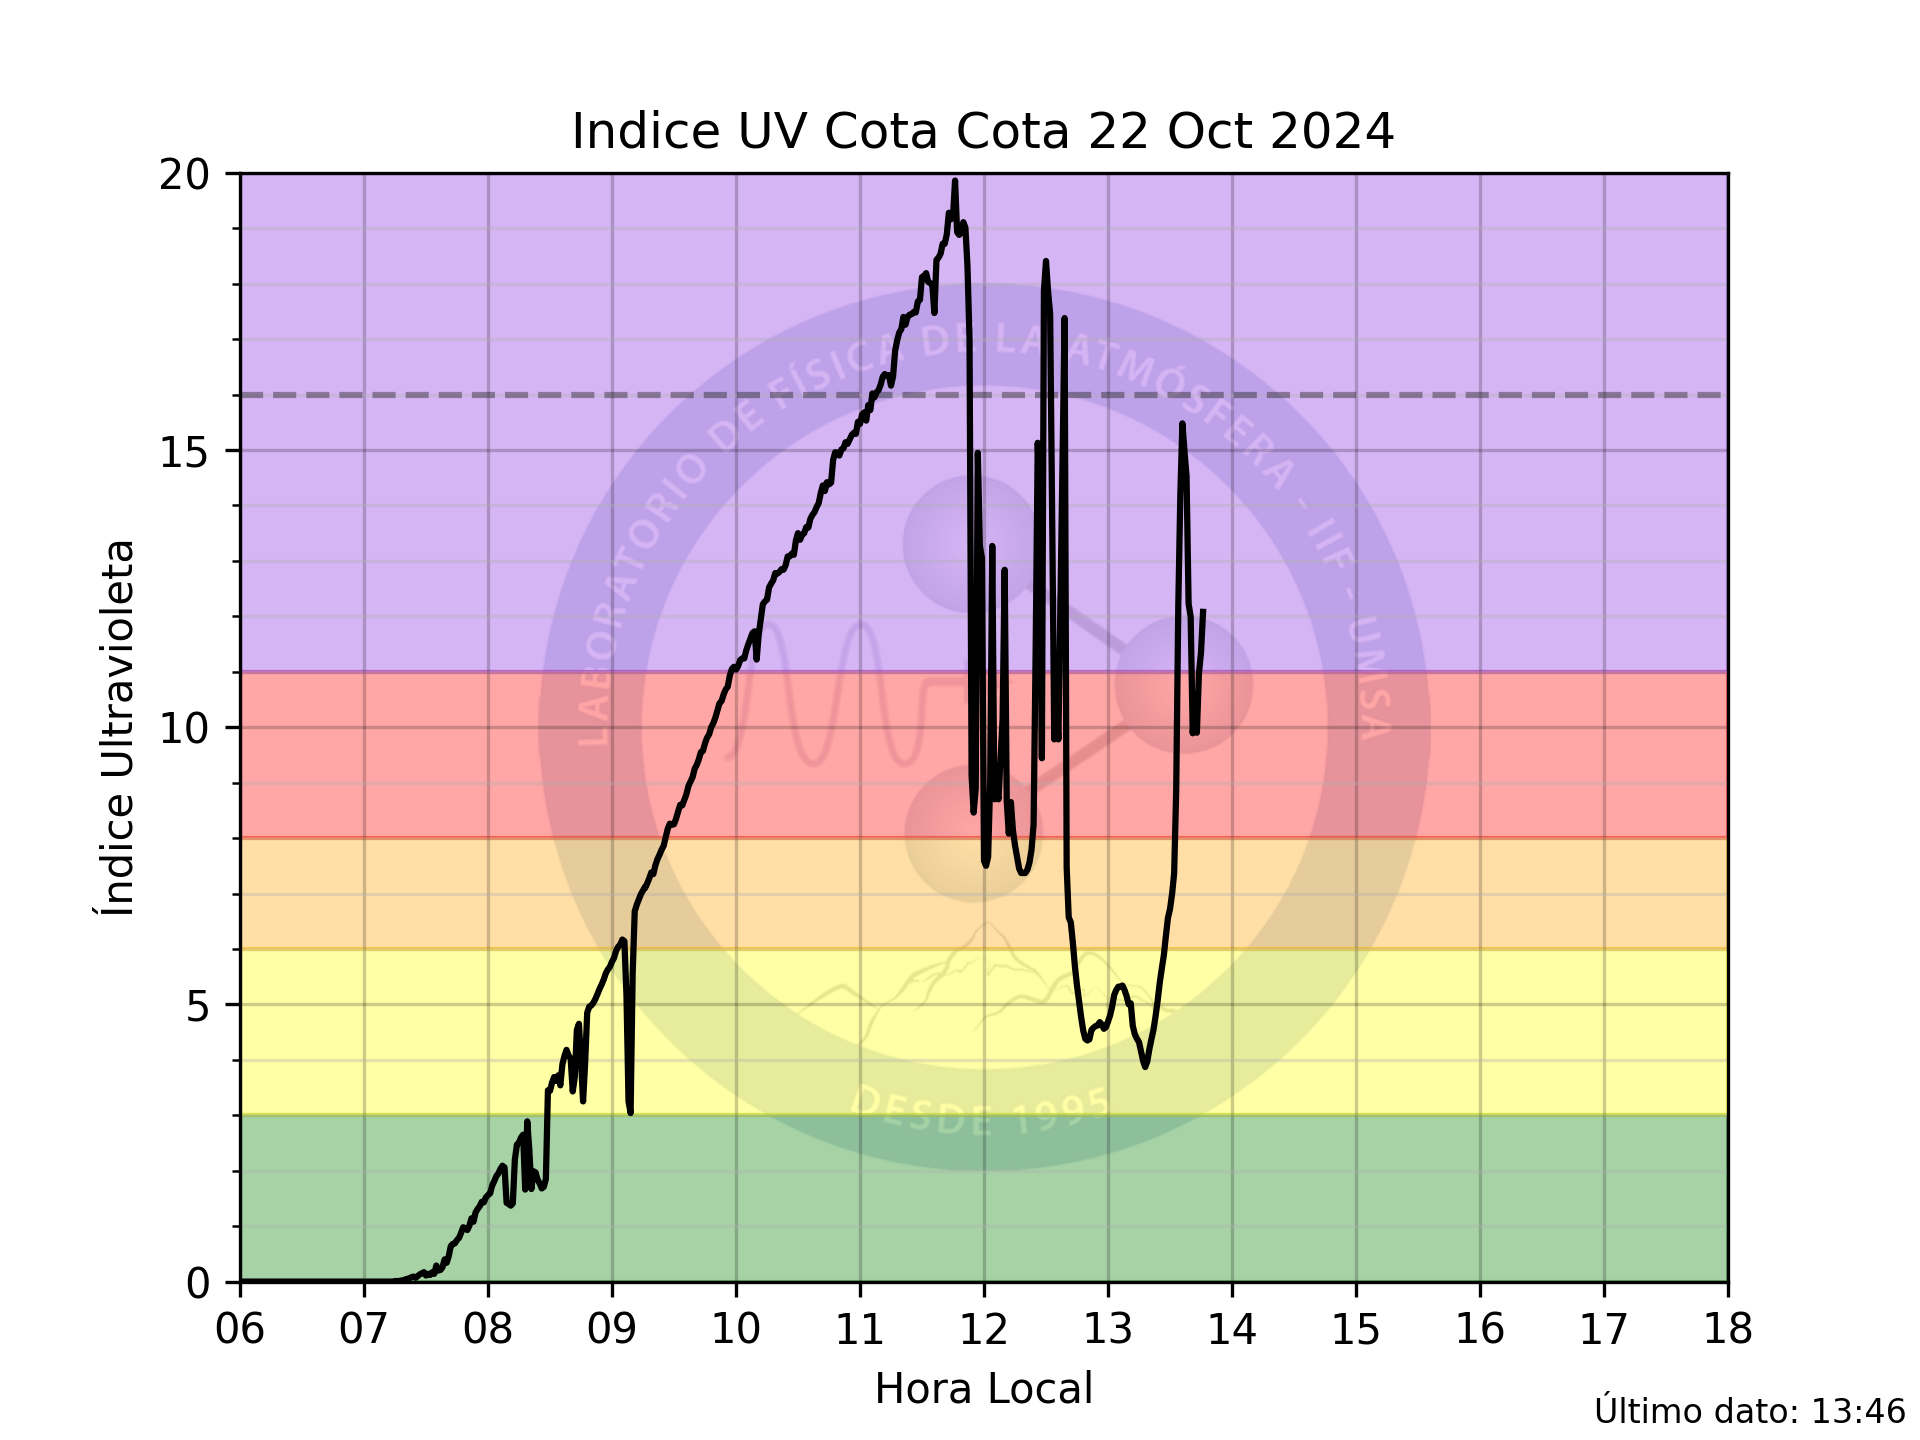 Indice UV Cota Cota 22 Oct 2024
20
15
10
5
0
Índice Ultravioleta
LABORATORIO DE FÍSICA DE LA ATMÓSFERA - IIF - UMSA
DESDE 1995
06 07 08 09 10 11 12 13 14 15 16 17 18
Hora Local
Último dato: 13:46